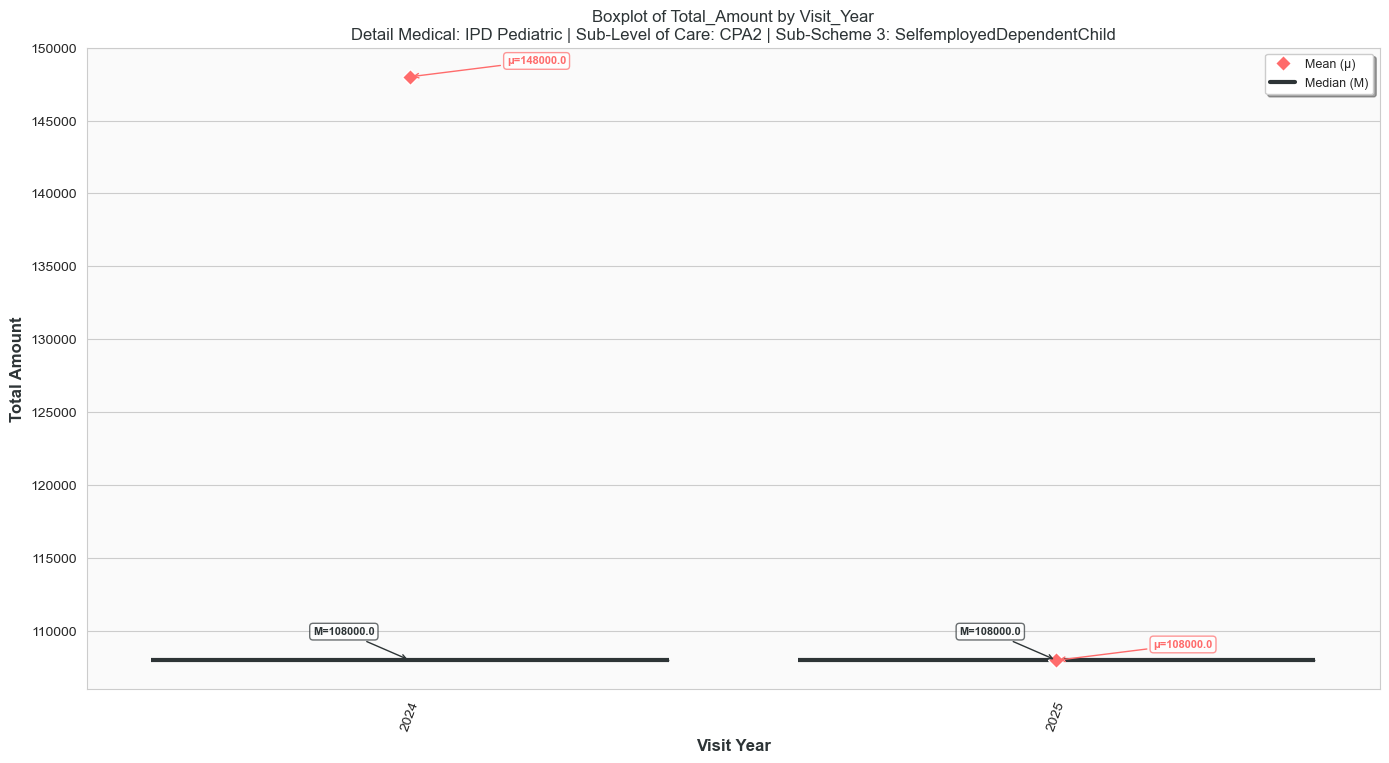 Boxplot of Total_Amount by Visit_Year
Detail Medical: IPD Pediatric | Sub-Level of Care: CPA2 | Sub-Scheme 3: SelfemployedDependentChild
150000
145000
140000
135000
130000
125000
120000
115000
110000
Total Amount
μ=148000.0
Mean (μ)
Median (M)
M=108000.0
M=108000.0
μ=108000.0
2024
2025
Visit Year